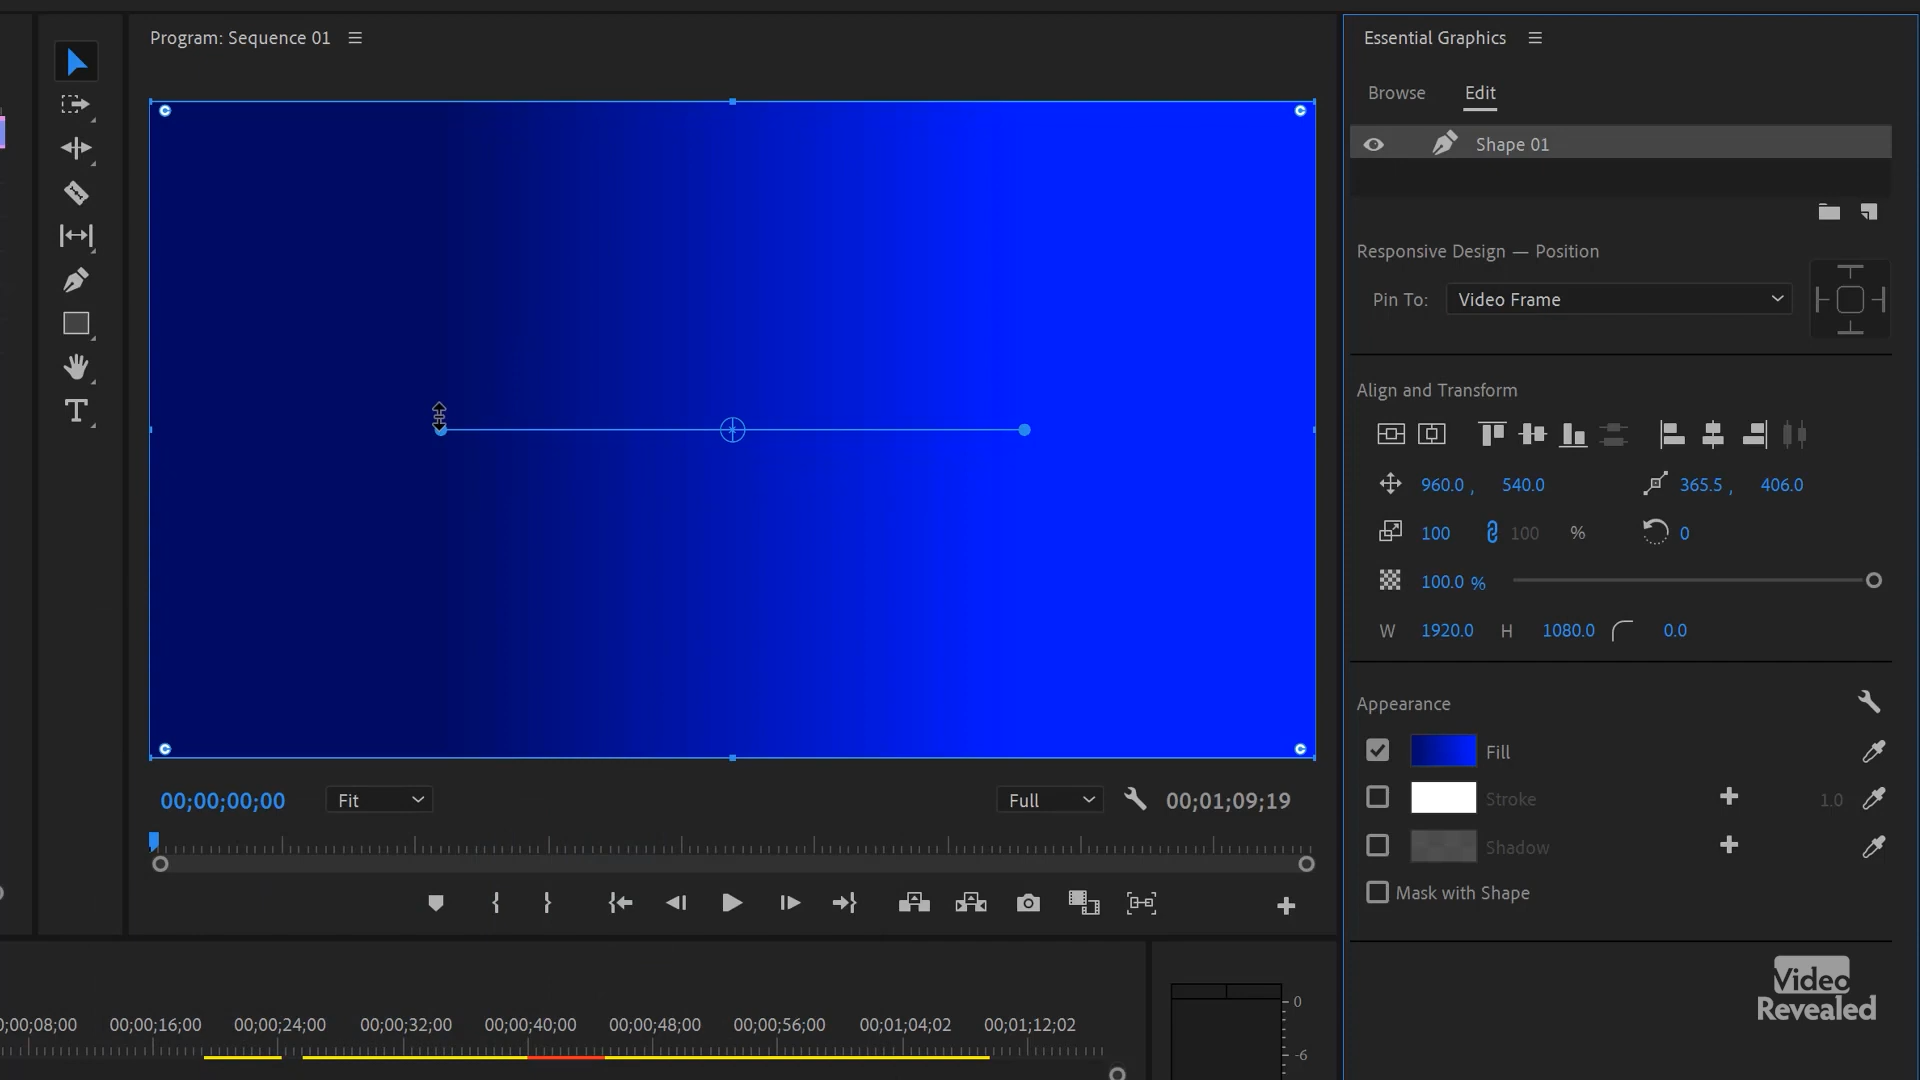 Program: Sequence 01
Essential Graphics
Browse Edit
Shape 01
Responsive Design — Position
Pin To: Video Frame
Align and Transform
960.0 , 540.0 365.5 , 406.0
100 100 % 0
100.0 %
W 1920.0 H 1080.0 0.0
Appearance
Fill
Stroke 1.0
Shadow
Mask with Shape
00;00;00;00 Fit Full 00;01;09;19
0;00;08;00 00;00;16;00 00;00;24;00 00;00;32;00 00;00;40;00 00;00;48;00 00;00;56;00 00;01;04;02 00;01;12;02
0
-6
Video
Revealed